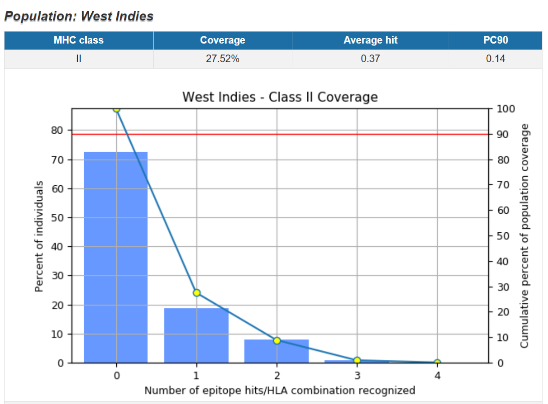 Population: West Indies
MHC class Coverage Average hit PC90
II 27.52% 0.37 0.14
West Indies - Class II Coverage
Percent of individuals
80
70
60
50
40
30
20
10
0
100
90
80
70
60
50
40
30
20
10
0
Cumulative percent of population coverage
0 1 2 3 4
Number of epitope hits/HLA combination recognized